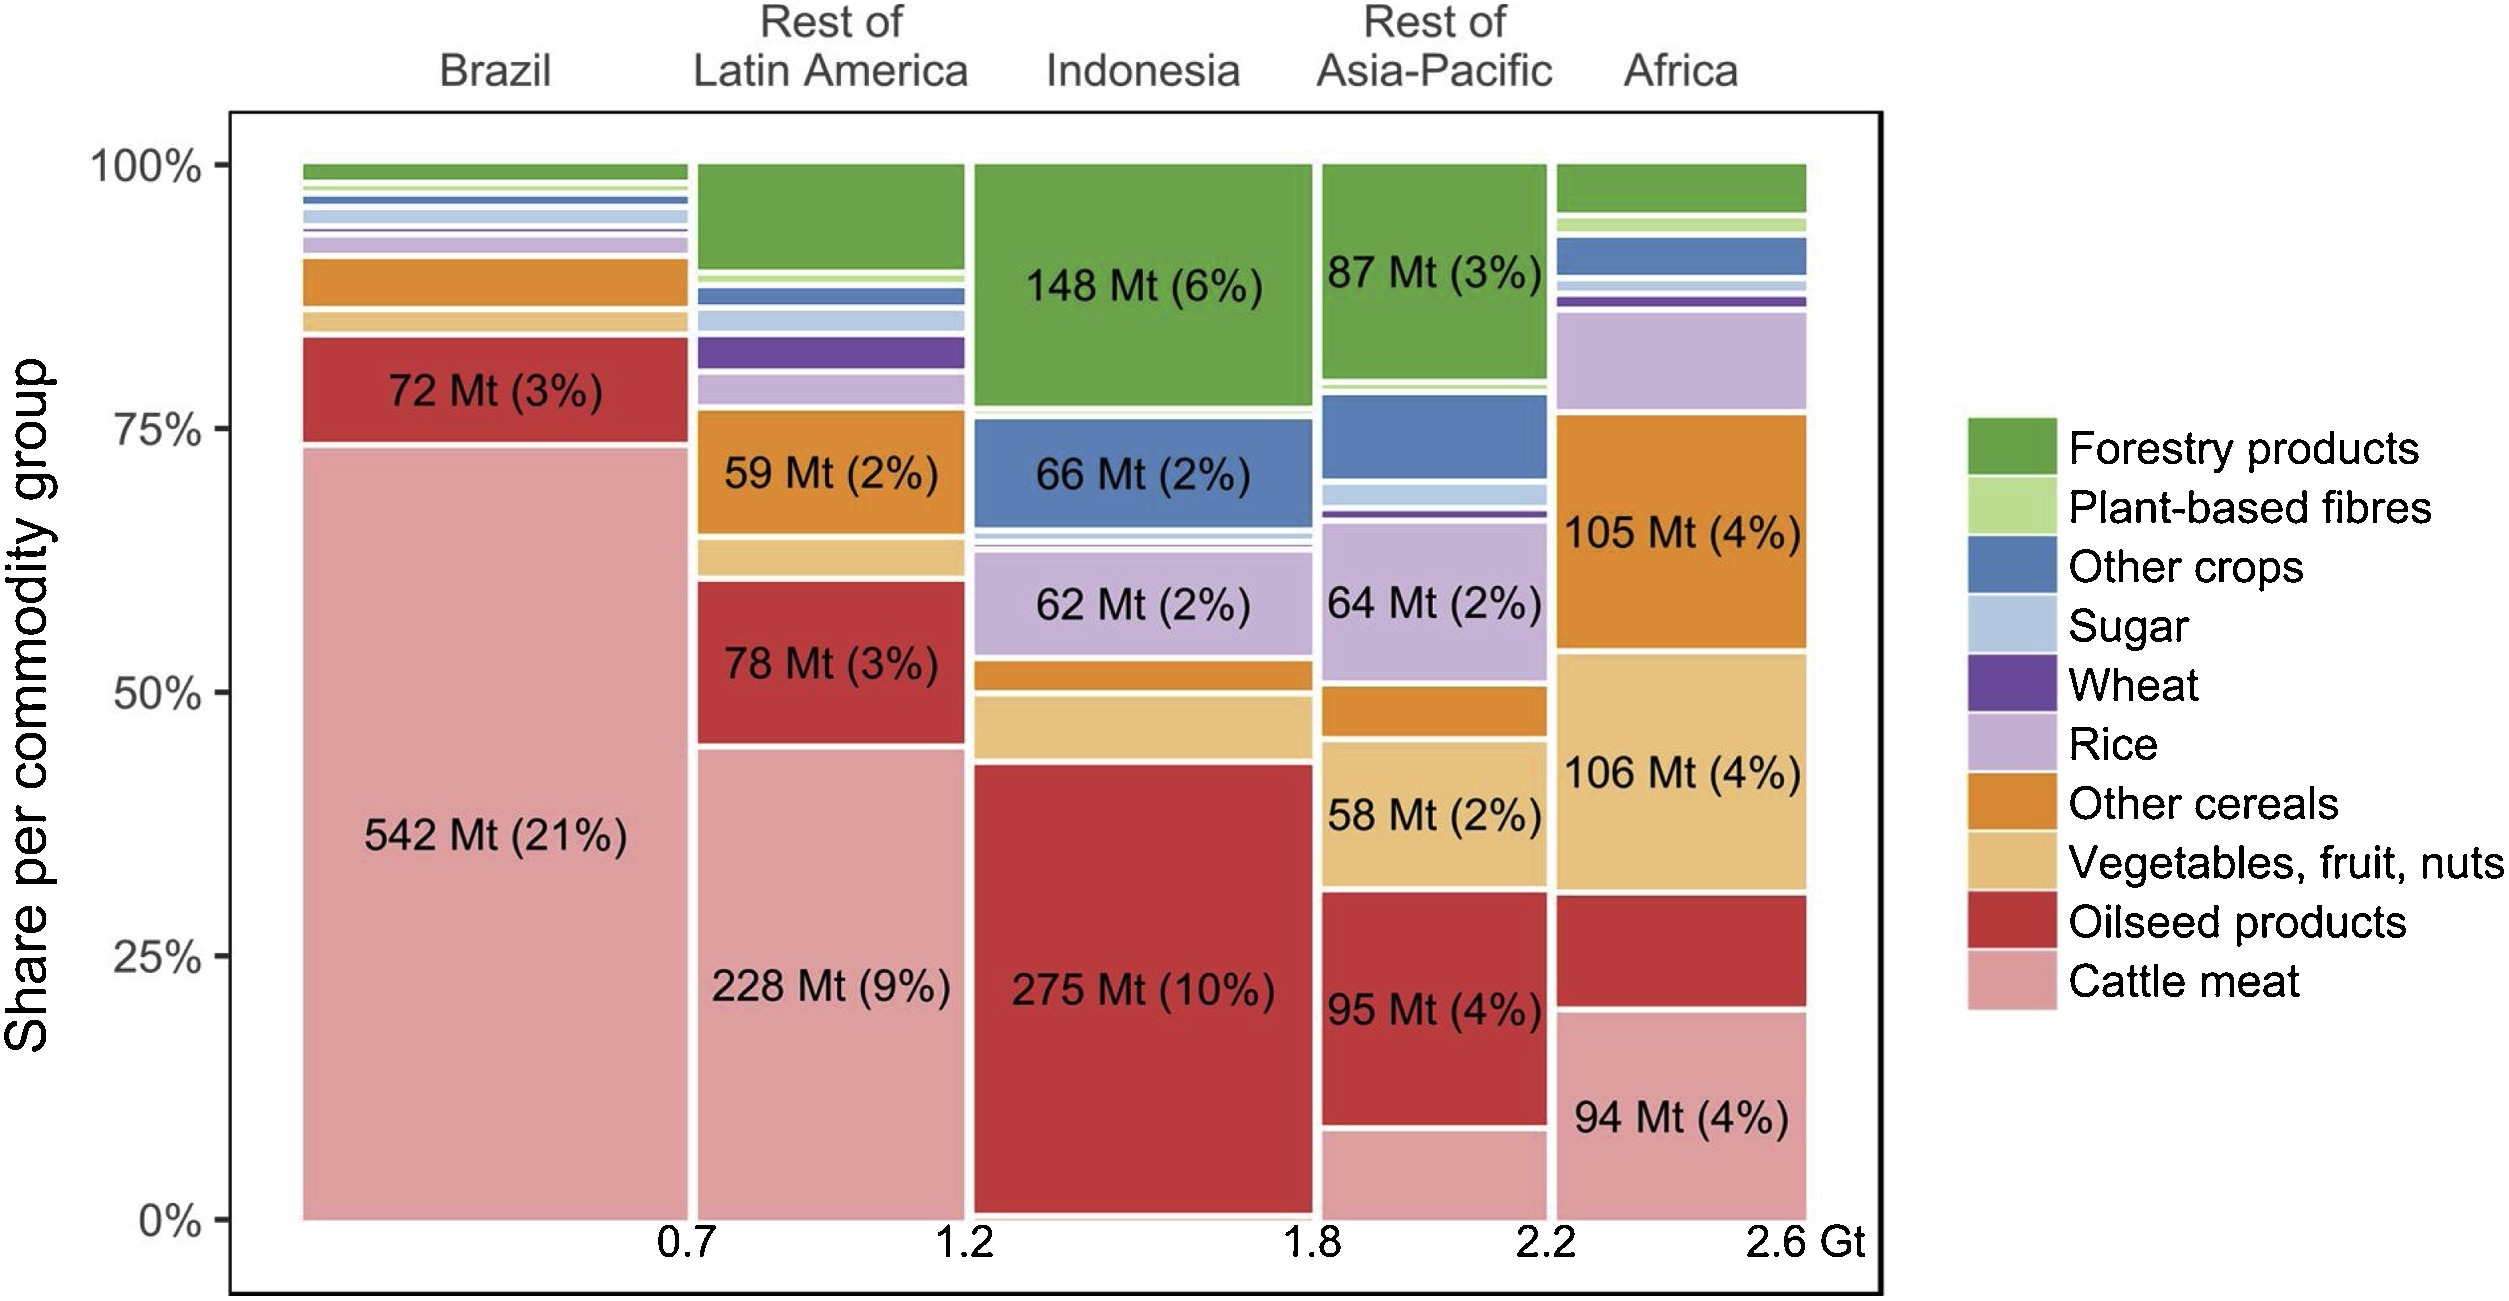 Rest of
Rest of
Brazil
Latin America
Indonesia
Asia-Pacific
Africa
Share per commodity group
100%
75%
50%
25%
0%
72 Mt (3%)
542 Mt (21%)
59 Mt (2%)
78 Mt (3%)
228 Mt (9%)
148 Mt (6%)
66 Mt (2%)
62 Mt (2%)
275 Mt (10%)
87 Mt (3%)
64 Mt (2%)
58 Mt (2%)
95 Mt (4%)
105 Mt (4%)
106 Mt (4%)
94 Mt (4%)
0.7
1.2
1.8
2.2
2.6 Gt
Forestry products
Plant-based fibres
Other crops
Sugar
Wheat
Rice
Other cereals
Vegetables, fruit, nuts
Oilseed products
Cattle meat